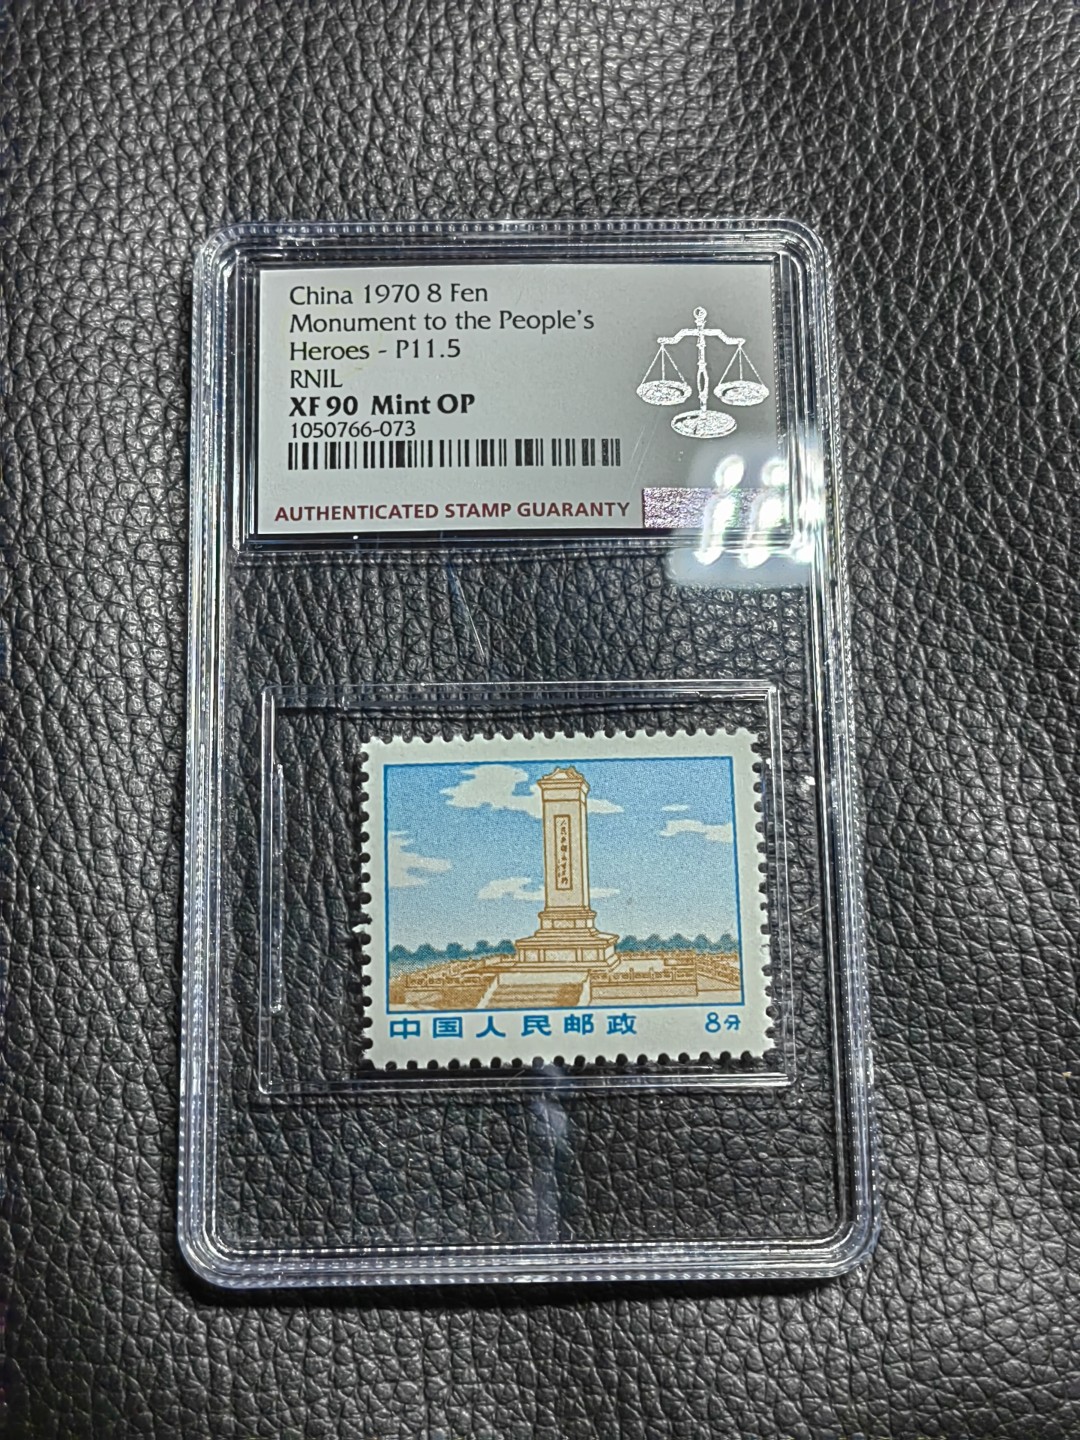 China 1970 8 Fen
Monument to the People's
Heroes - P11.5
RNIL
XF 90 Mint OP
1050766-073
AUTHENTICATED STAMP GUARANTY
中国人民邮政 8分